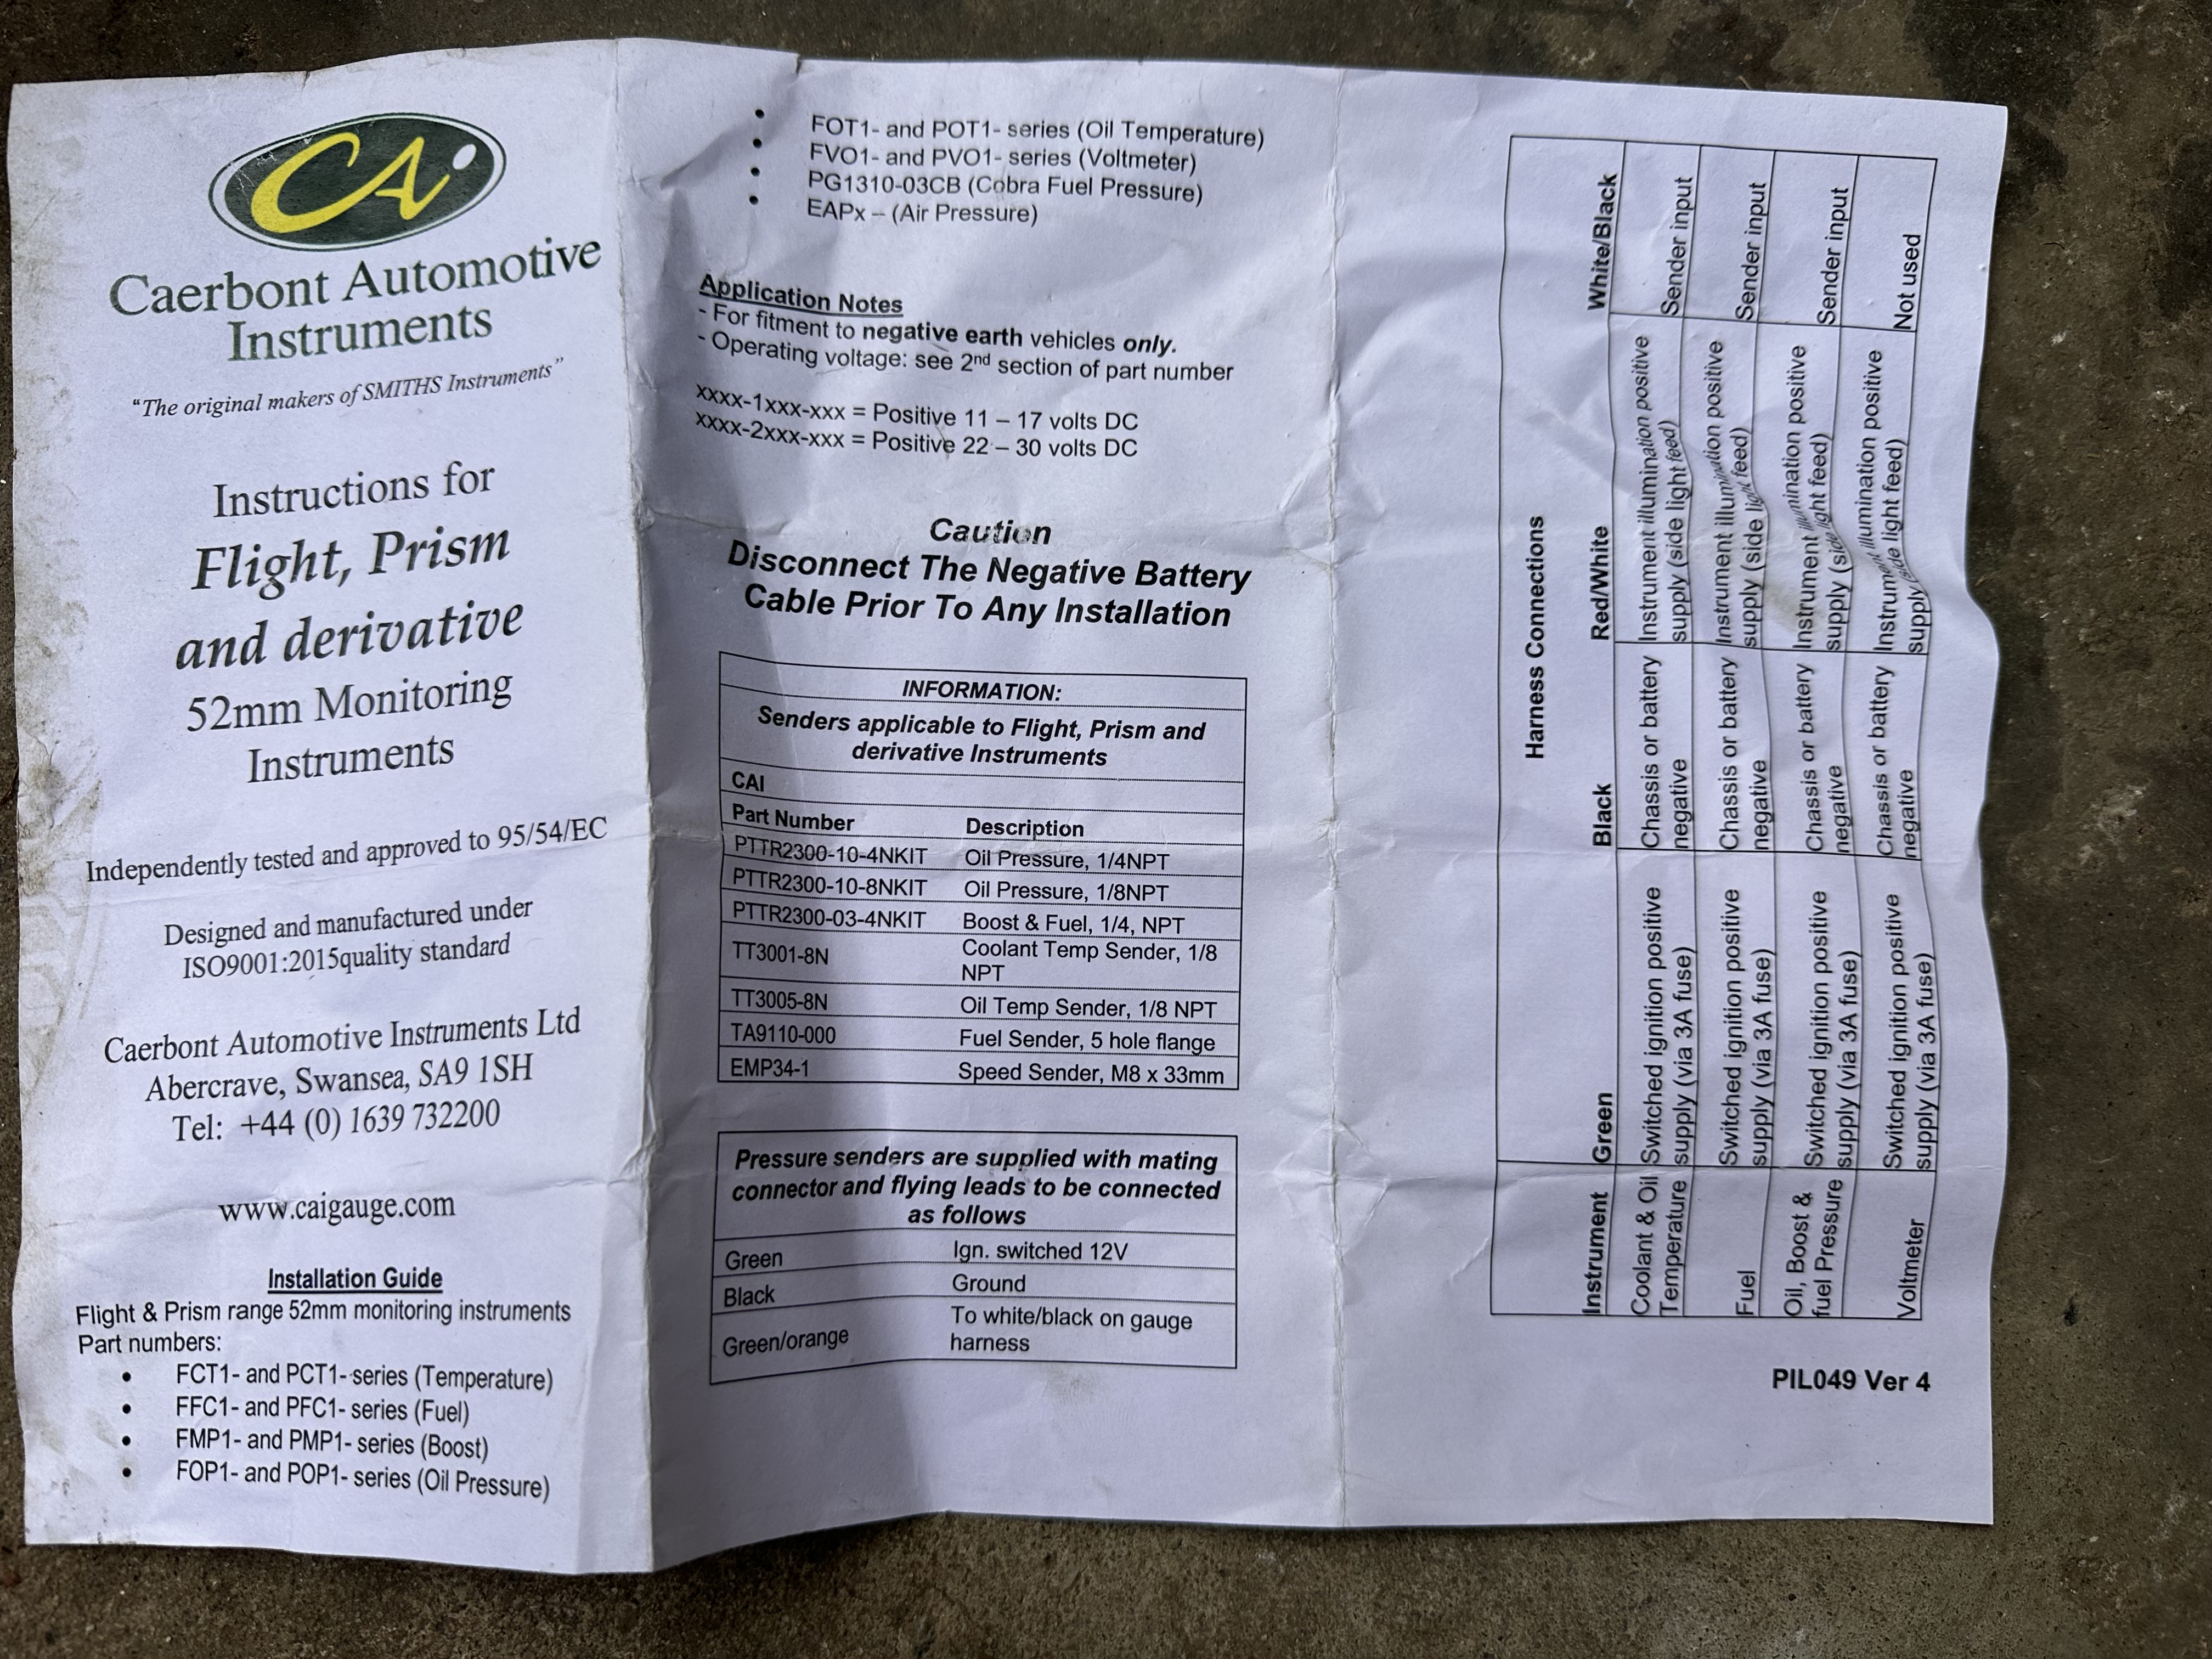 CAi
Caerbont Automotive
Instruments
"The original makers of SMITHS Instruments"
Instructions for
Flight, Prism
and derivative
52mm Monitoring
Instruments
Independently tested and approved to 95/54/EC
Designed and manufactured under
ISO9001:2015quality standard
Caerbont Automotive Instruments Ltd
Abercrave, Swansea, SA9 1SH
Tel: +44 (0) 1639 732200
www.caigauge.com
Installation Guide
Flight & Prism range 52mm monitoring instruments
Part numbers:
• FCT1- and PCT1- series (Temperature)
• FFC1- and PFC1- series (Fuel)
• FMP1- and PMP1- series (Boost)
• FOP1- and POP1- series (Oil Pressure)
• FOT1- and POT1- series (Oil Temperature)
• FVO1- and PVO1- series (Voltmeter)
• PG1310-03CB (Cobra Fuel Pressure)
• EAPx – (Air Pressure)
Application Notes
- For fitment to negative earth vehicles only.
- Operating voltage: see 2nd section of part number
xxxx-1xxx-xxx = Positive 11 – 17 volts DC
xxxx-2xxx-xxx = Positive 22 – 30 volts DC
Caution
Disconnect The Negative Battery
Cable Prior To Any Installation
INFORMATION:
Senders applicable to Flight, Prism and
derivative Instruments
CAI
Part Number Description
PTTR2300-10-4NKIT Oil Pressure, 1/4NPT
PTTR2300-10-8NKIT Oil Pressure, 1/8NPT
PTTR2300-03-4NKIT Boost & Fuel, 1/4, NPT
TT3001-8N Coolant Temp Sender, 1/8
NPT
TT3005-8N Oil Temp Sender, 1/8 NPT
TA9110-000 Fuel Sender, 5 hole flange
EMP34-1 Speed Sender, M8 x 33mm
Pressure senders are supplied with mating
connector and flying leads to be connected
as follows
Green Ign. switched 12V
Black Ground
Green/orange To white/black on gauge
harness
Harness Connections
Instrument Green Black Red/White White/Black
Coolant & Oil Switched ignition positive Chassis or battery Instrument illumination positive Sender input
Temperature supply (via 3A fuse) negative supply (side light feed)
Fuel Switched ignition positive Chassis or battery Instrument illumination positive Sender input
supply (via 3A fuse) negative supply (side light feed)
Oil, Boost & Switched ignition positive Chassis or battery Instrument illumination positive Sender input
fuel Pressure supply (via 3A fuse) negative supply (side light feed)
Voltmeter Switched ignition positive Chassis or battery Instrument illumination positive Not used
supply (via 3A fuse) negative supply (side light feed)
PIL049 Ver 4